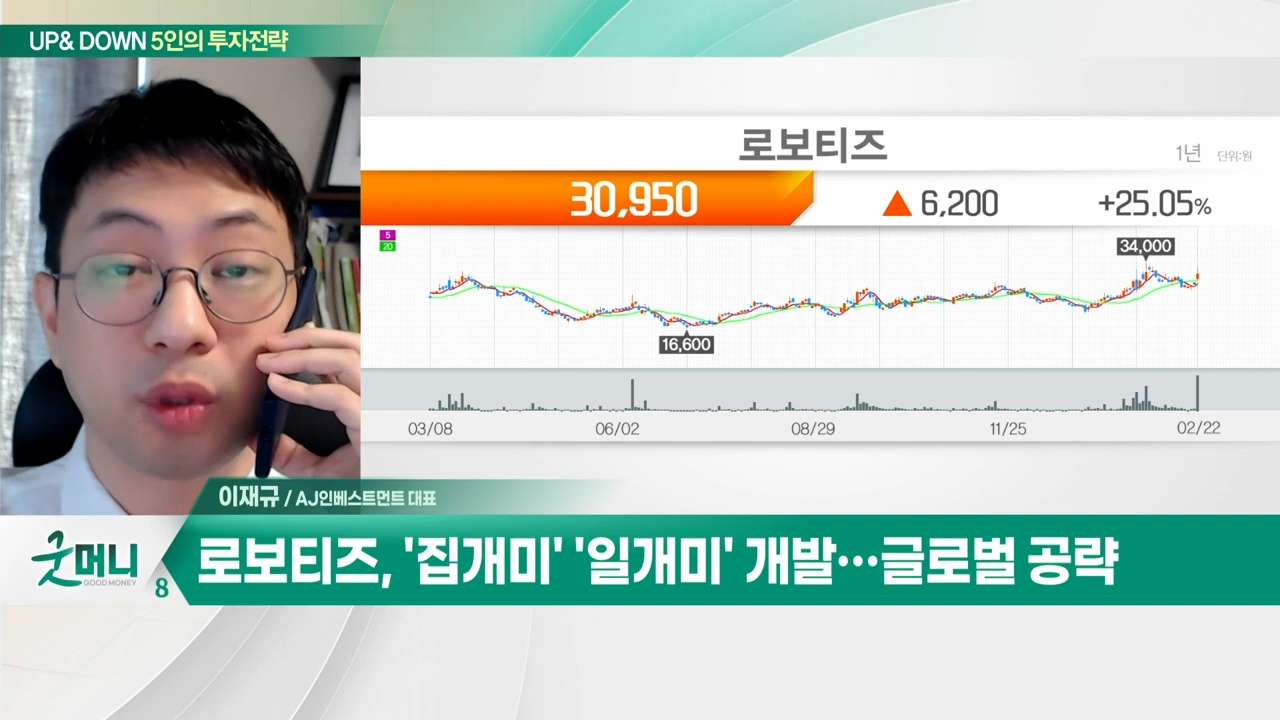 UP& DOWN 5인의 투자전략
로보티즈
1년 단위:원
30,950 ▲ 6,200 +25.05%
5
20
34,000
16,600
03/08 06/02 08/29 11/25 02/22
이재규 / AJ인베스트먼트 대표
굿머니
GOOD MONEY
8
로보티즈, '집개미' '일개미' 개발…글로벌 공략